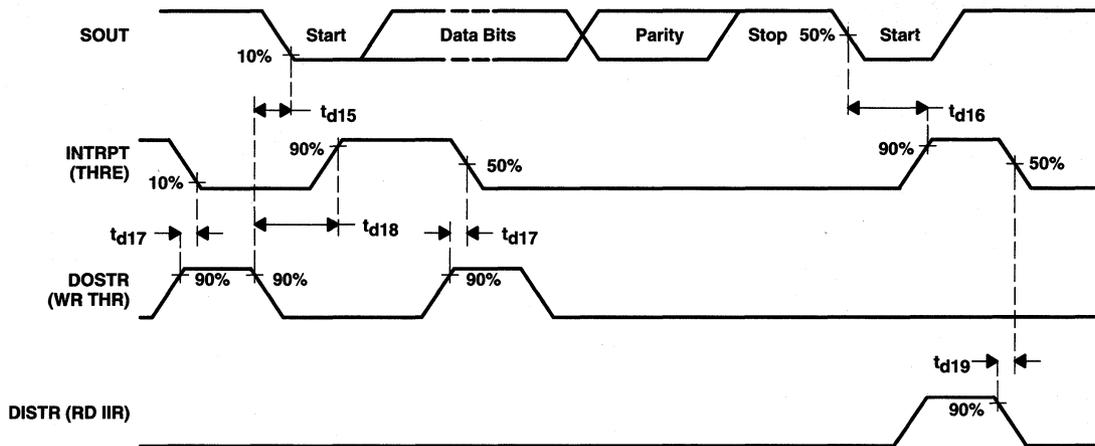 SOUT
Start
Data Bits
Parity
Stop
50%
Start
10%
td15
td16
INTRPT
(THRE)
90%
50%
90%
50%
10%
td17
td18
td17
DOSTR
(WR THR)
90%
90%
90%
td19
DISTR (RD IIR)
90%